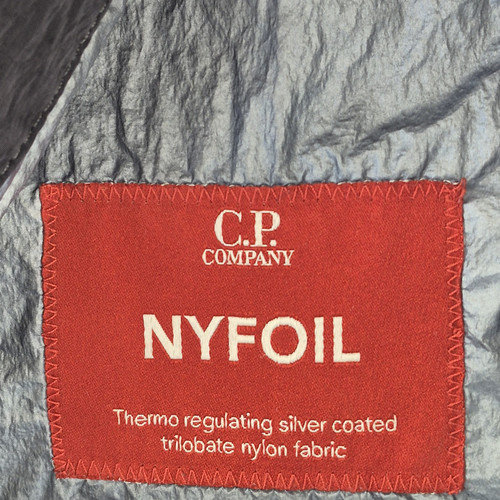 C.P.
COMPANY
NYFOIL
Thermo regulating silver coated
trilobate nylon fabric